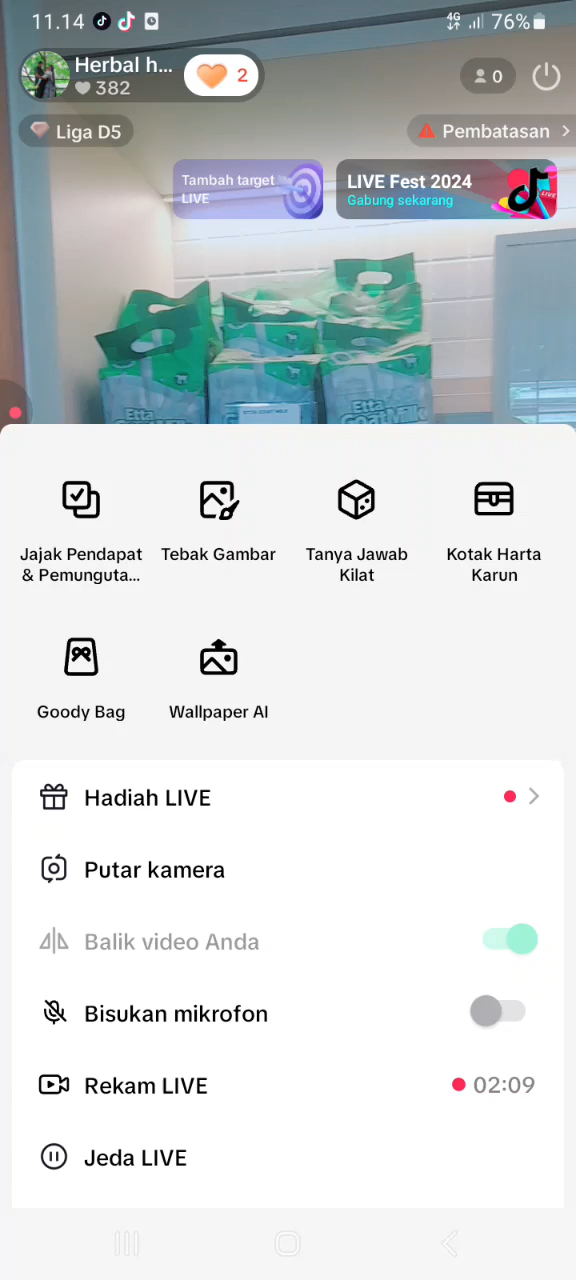 11.14
4G
76%
Herbal h...
382
2
0
Liga D5
Pembatasan
Tambah target
LIVE
LIVE Fest 2024
Gabung sekarang
LIVE
Etta
Etta
GoatMilk
Jajak Pendapat
& Pemunguta...
Tebak Gambar
Tanya Jawab
Kilat
Kotak Harta
Karun
Goody Bag
Wallpaper AI
Hadiah LIVE
Putar kamera
Balik video Anda
Bisukan mikrofon
Rekam LIVE
02:09
Jeda LIVE